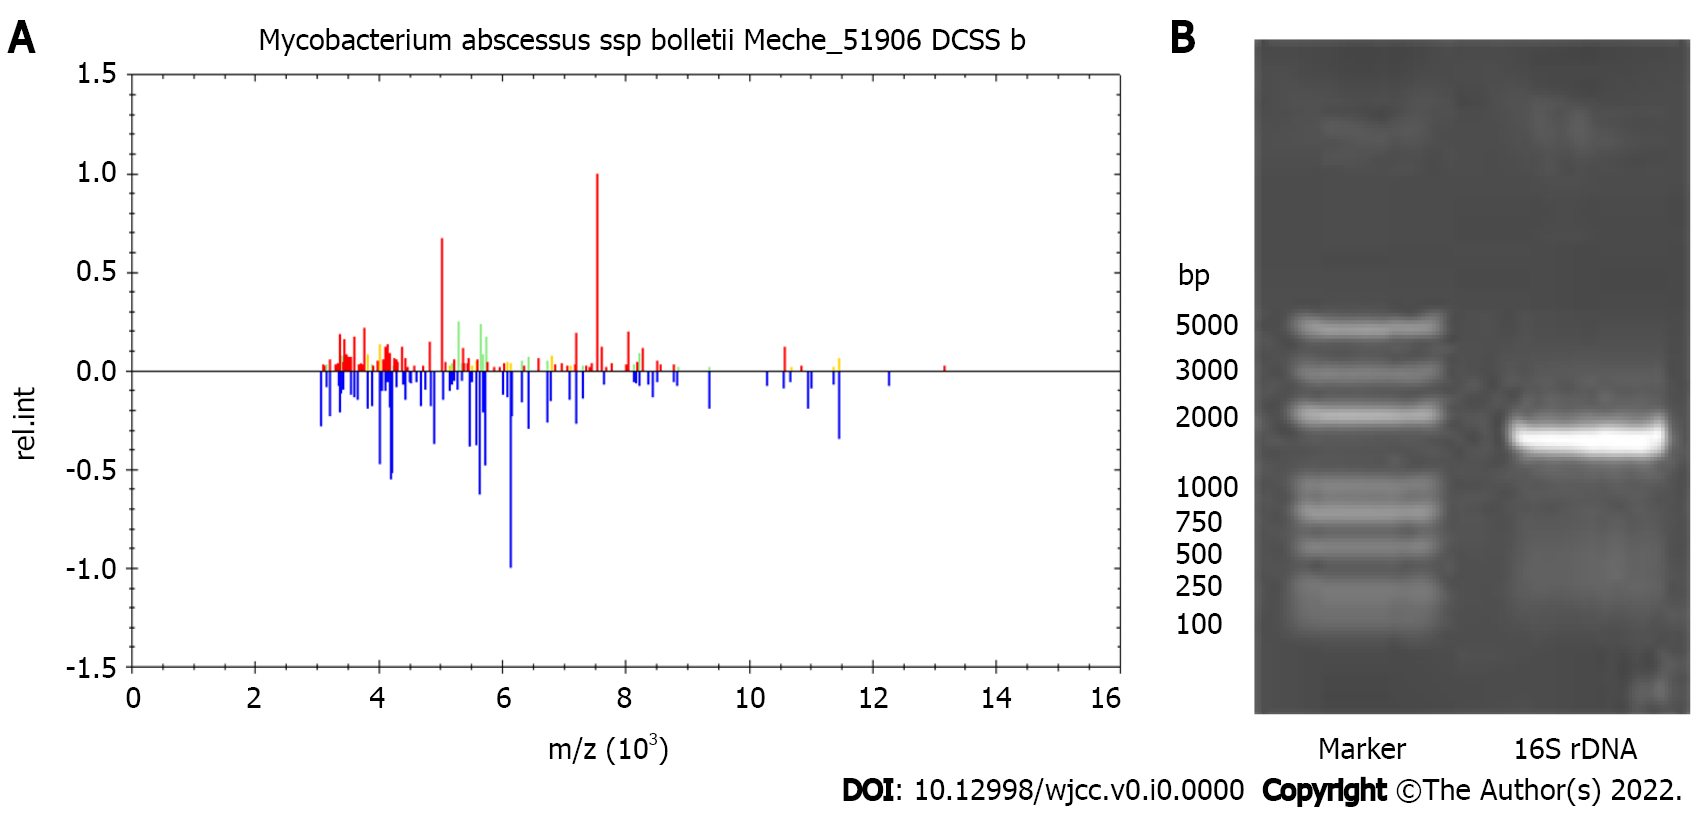 A
Mycobacterium abscessus ssp bolletii Meche_51906 DCSS b
1.5
1.0
0.5
0.0
-0.5
-1.0
-1.5
rel.int
0 2 4 6 8 10 12 14 16
m/z (10³)
B
bp
5000
3000
2000
1000
750
500
250
100
Marker 16S rDNA
DOI: 10.12998/wjcc.v0.i0.0000 Copyright ©The Author(s) 2022.